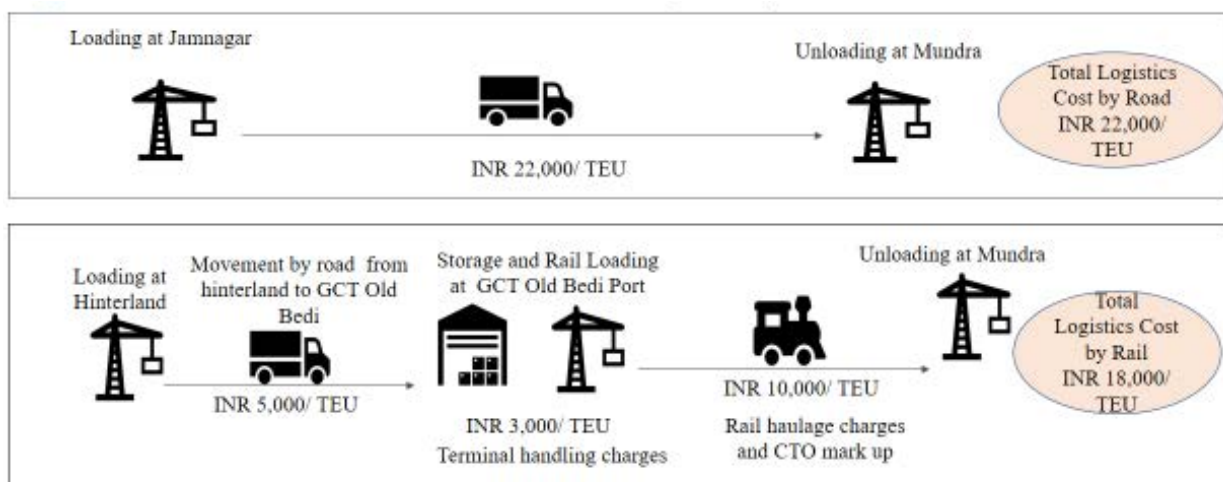 Loading at Jamnagar
INR 22,000/ TEU
Unloading at Mundra
Total Logistics
Cost by Road
INR 22,000/
TEU
Loading at
Hinterland
Movement by road from
hinterland to GCT Old
Bedi
INR 5,000/ TEU
Storage and Rail Loading
at GCT Old Bedi Port
INR 3,000/ TEU
Terminal handling charges
INR 10,000/ TEU
Rail haulage charges
and CTO mark up
Unloading at Mundra
Total
Logistics Cost
by Rail
INR 18,000/
TEU